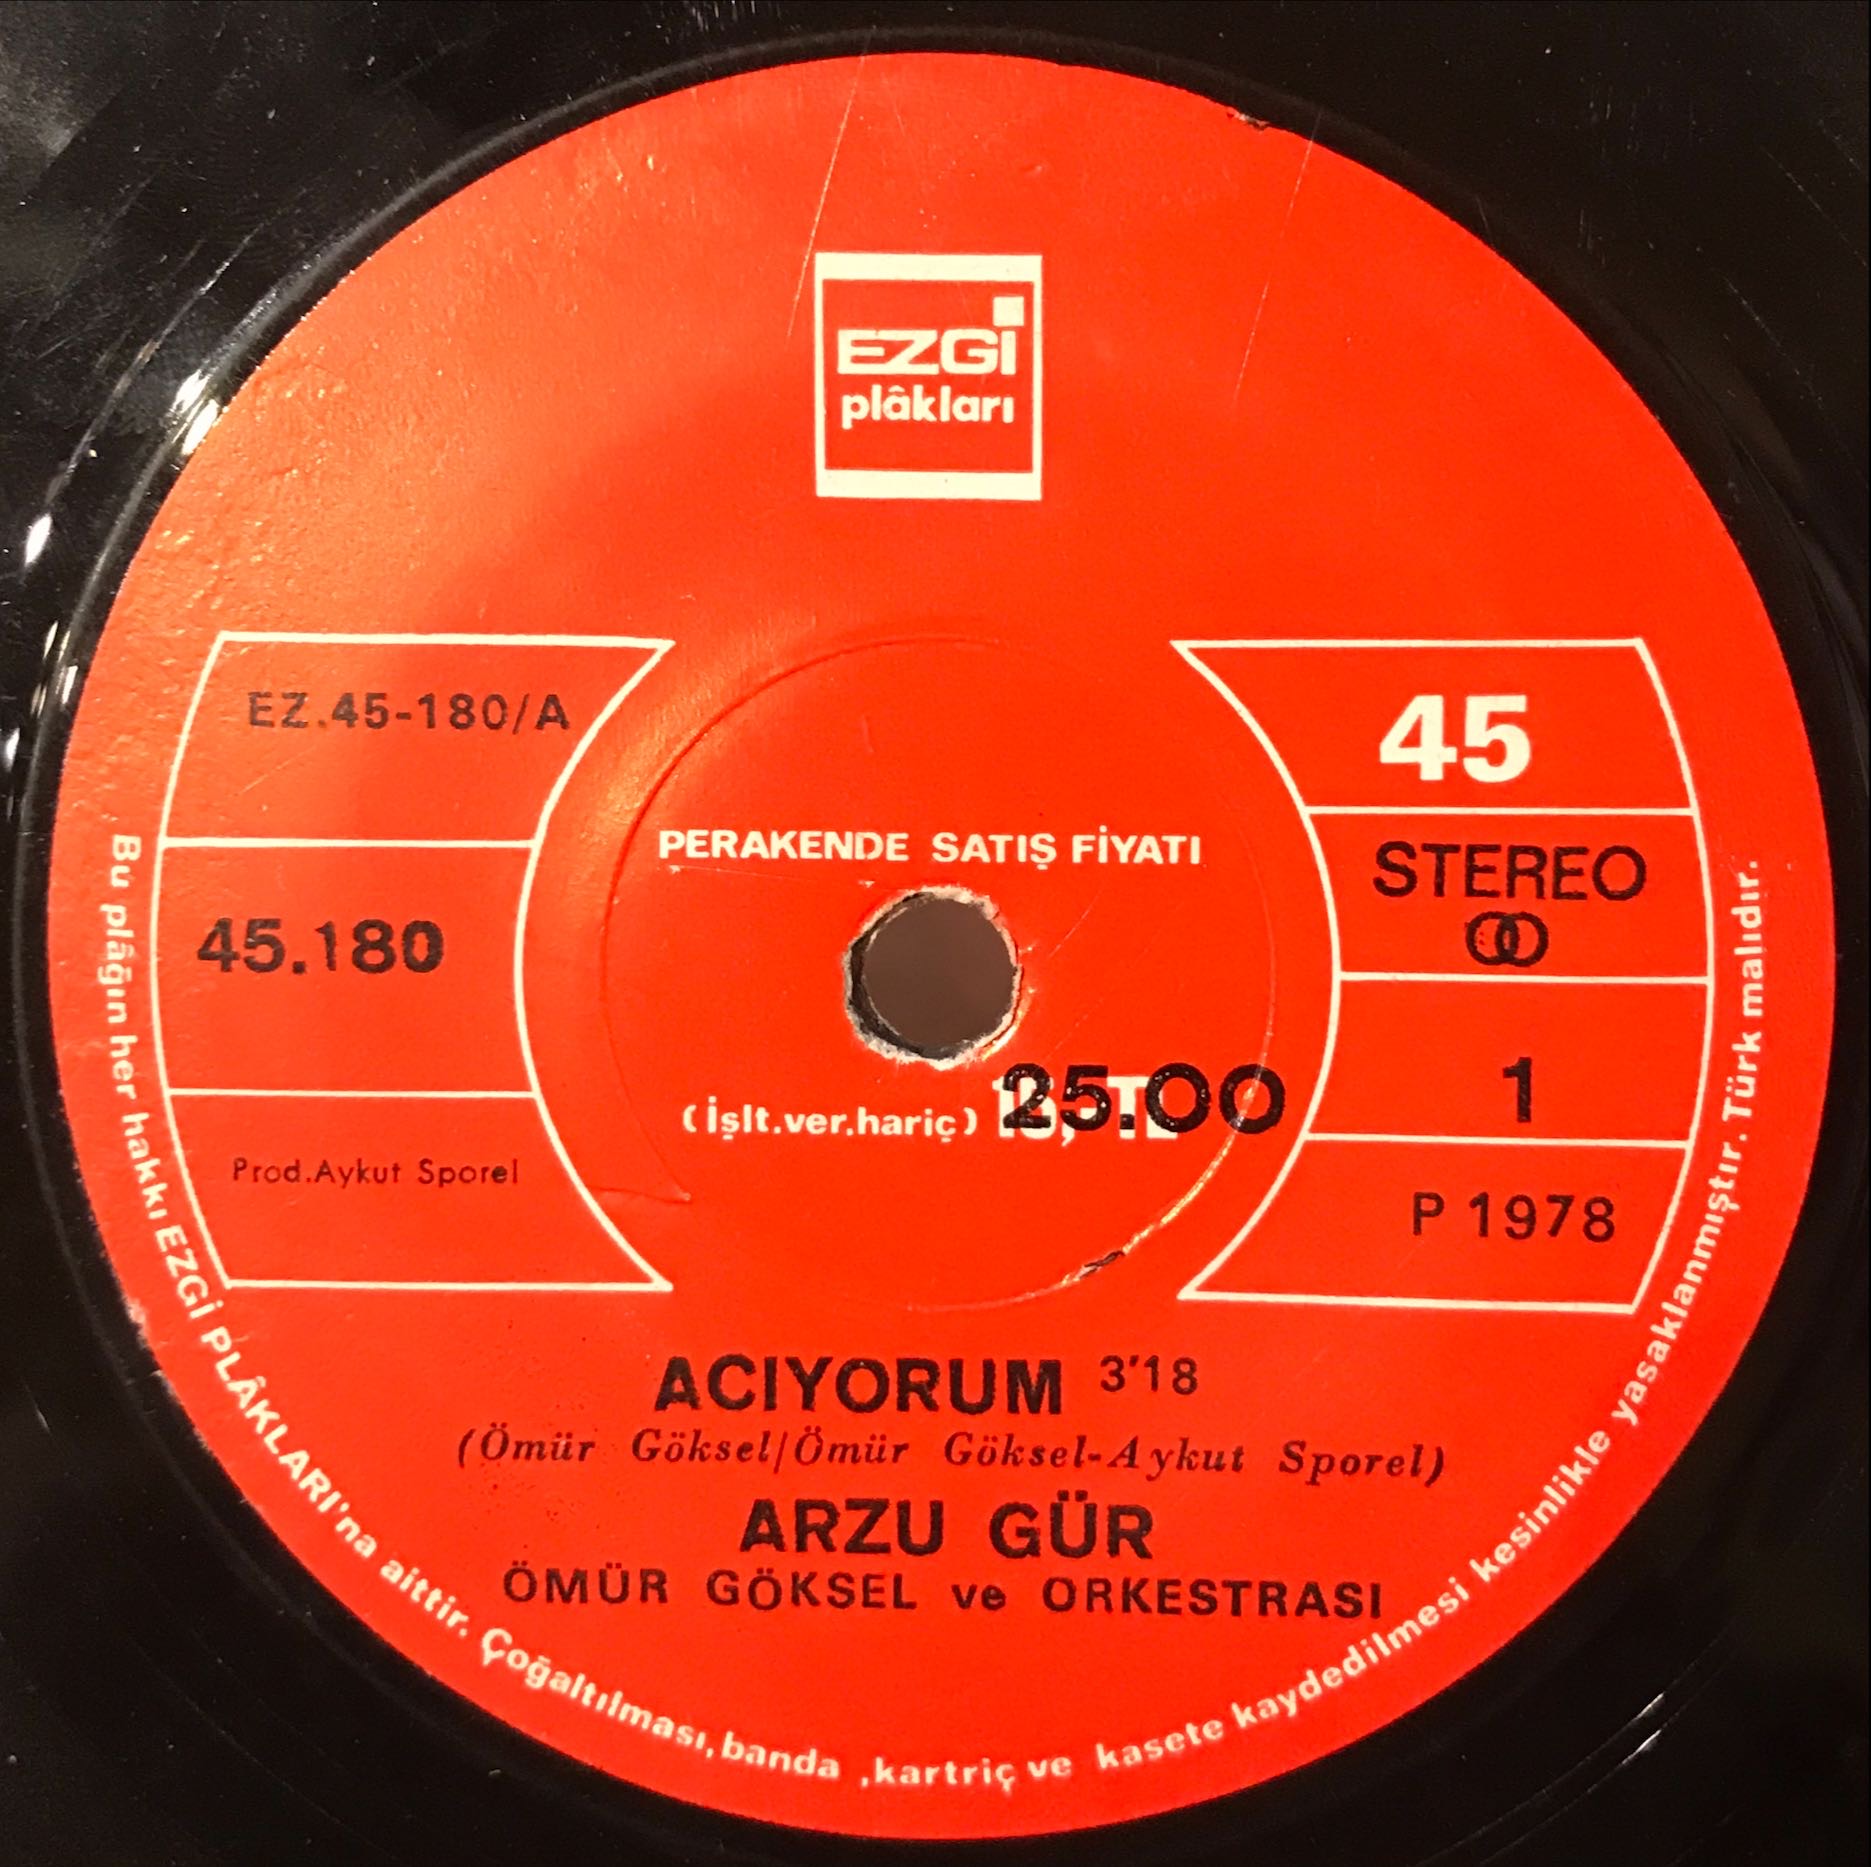 EZGİ
plâkları
EZ.45-180/A
45
PERAKENDE SATIŞ FİYATI
STEREO
45.180
(İşlt.ver.hariç) 25.00
1
Prod.Aykut Sporel
P 1978
ACIYORUM 3'18
(Ömür Göksel/Ömür Göksel-Aykut Sporel)
ARZU GÜR
ÖMÜR GÖKSEL ve ORKESTRASI
Bu plâğın her hakkı EZGİ PLÂKLARI'na aittir. Çoğaltılması, banda ,kartriç ve kasete kaydedilmesi kesinlikle yasaklanmıştır. Türk malıdır.